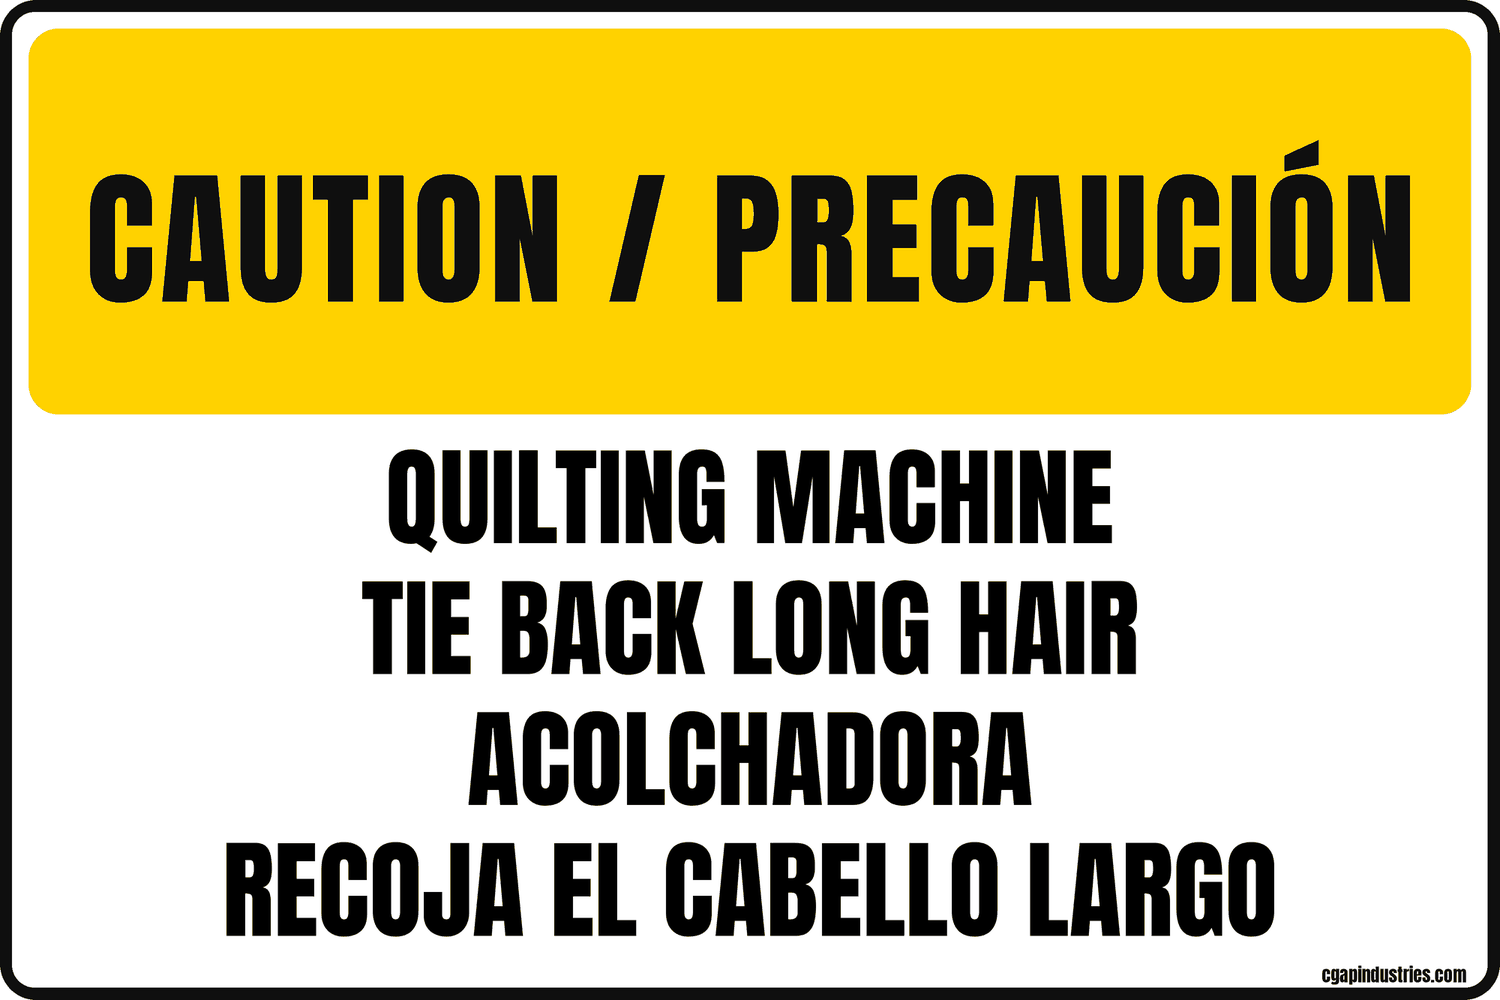 CAUTION / PRECAUCIÓN
QUILTING MACHINE
TIE BACK LONG HAIR
ACOLCHADORA
RECOJA EL CABELLO LARGO
cgapindustries.com